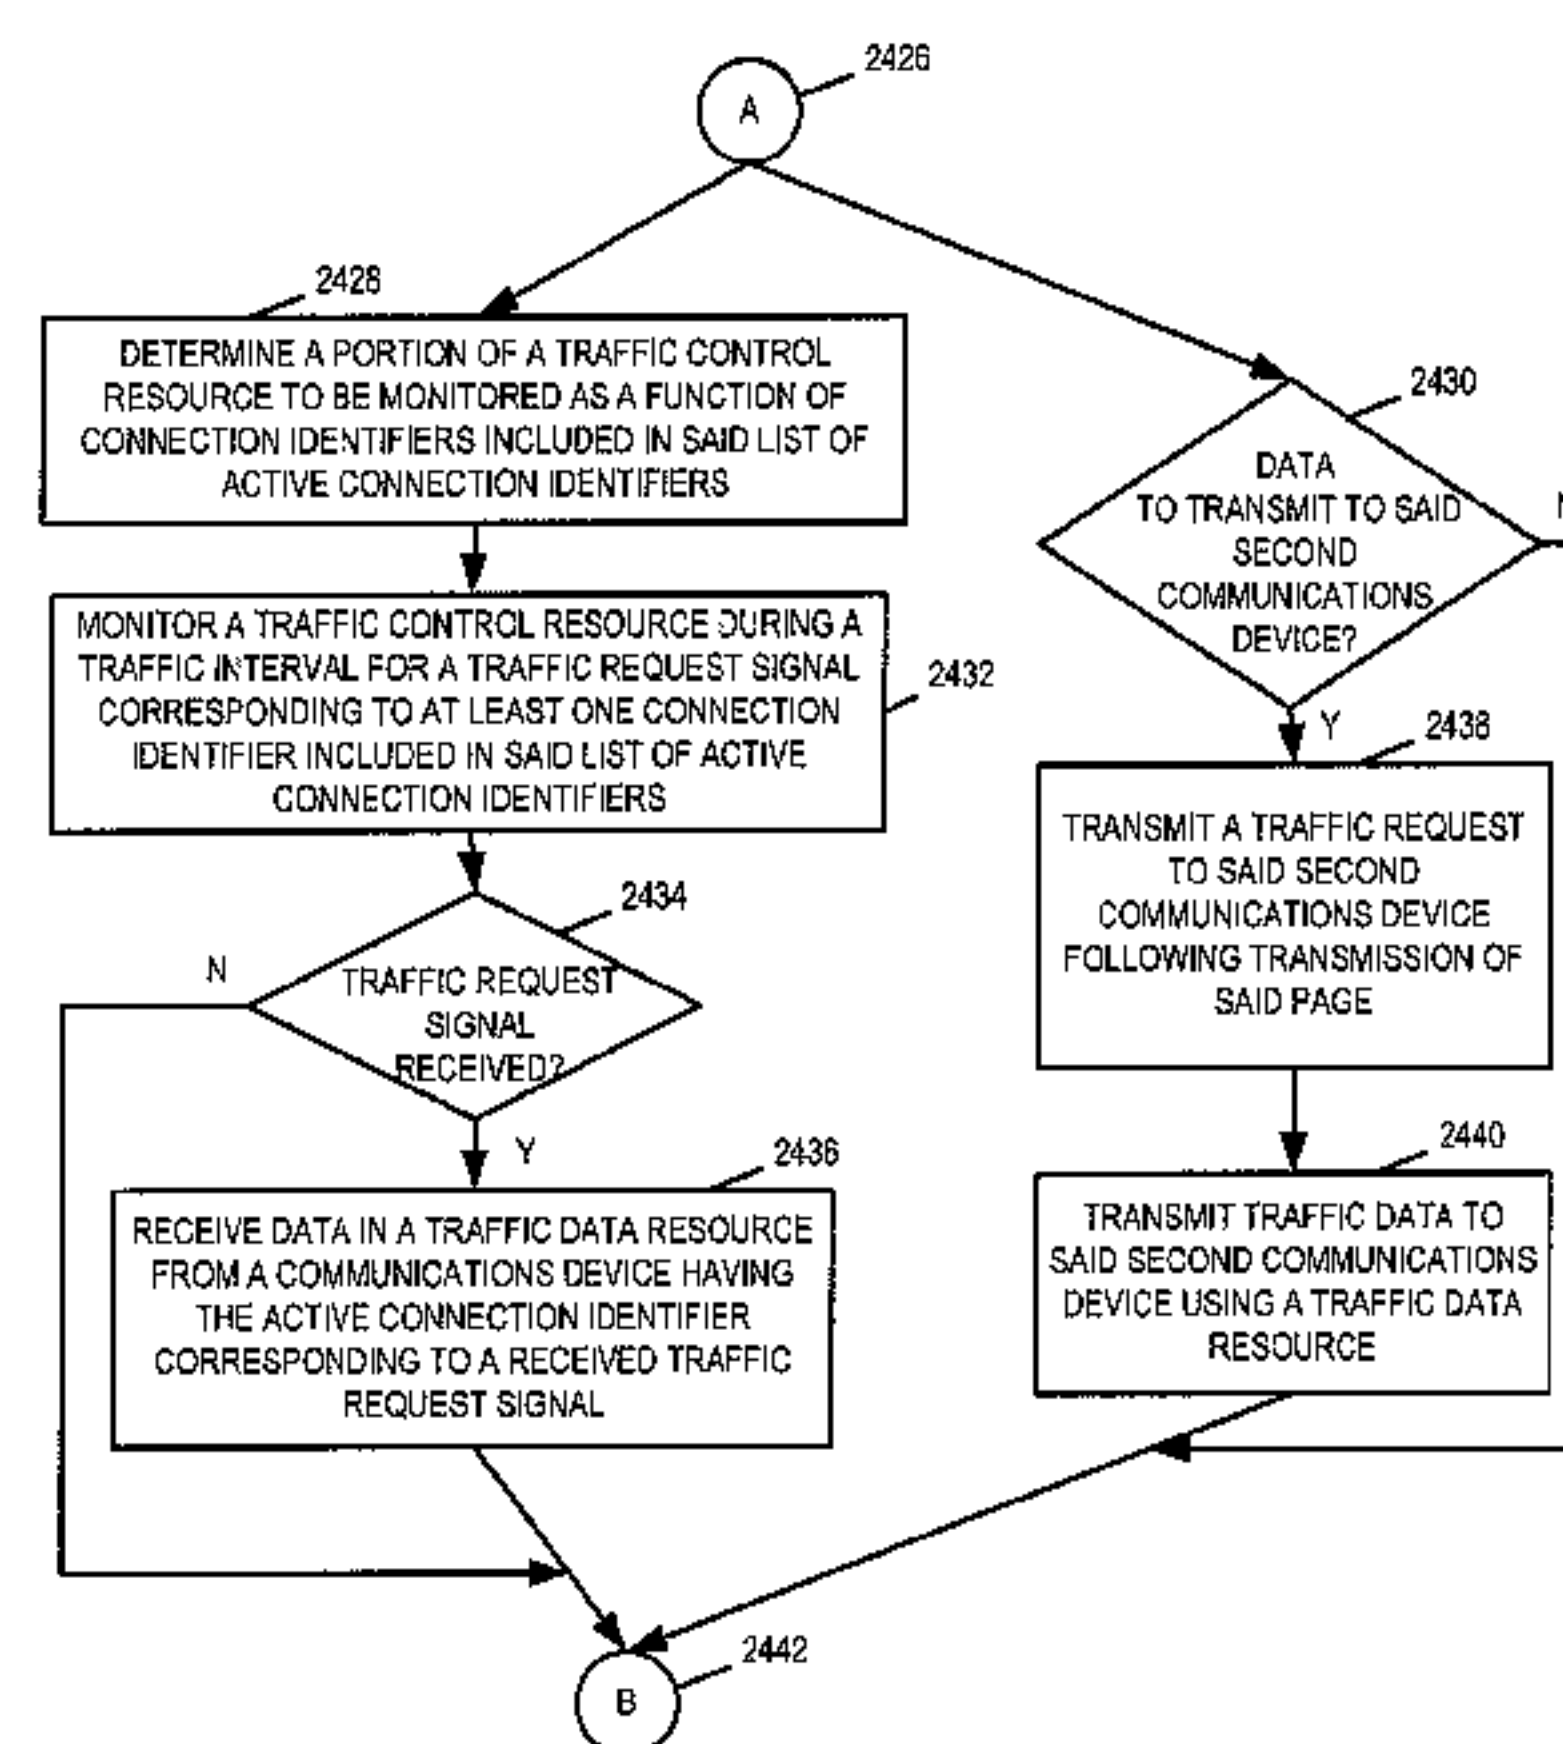 2426
A
2428
DETERMINE A PORTION OF A TRAFFIC CONTROL
RESOURCE TO BE MONITORED AS A FUNCTION OF
CONNECTION IDENTIFIERS INCLUDED IN SAID LIST OF
ACTIVE CONNECTION IDENTIFIERS
2430
DATA
TO TRANSMIT TO SAID
SECOND
COMMUNICATIONS
DEVICE?
MONITOR A TRAFFIC CONTROL RESOURCE DURING A
TRAFFIC INTERVAL FOR A TRAFFIC REQUEST SIGNAL
CORRESPONDING TO AT LEAST ONE CONNECTION
IDENTIFIER INCLUDED IN SAID LIST OF ACTIVE
CONNECTION IDENTIFIERS
2432
Y
2438
TRANSMIT A TRAFFIC REQUEST
TO SAID SECOND
COMMUNICATIONS DEVICE
FOLLOWING TRANSMISSION OF
SAID PAGE
2434
N
TRAFFIC REQUEST
SIGNAL
RECEIVED?
Y
2436
RECEIVE DATA IN A TRAFFIC DATA RESOURCE
FROM A COMMUNICATIONS DEVICE HAVING
THE ACTIVE CONNECTION IDENTIFIER
CORRESPONDING TO A RECEIVED TRAFFIC
REQUEST SIGNAL
2440
TRANSMIT TRAFFIC DATA TO
SAID SECOND COMMUNICATIONS
DEVICE USING A TRAFFIC DATA
RESOURCE
2442
B